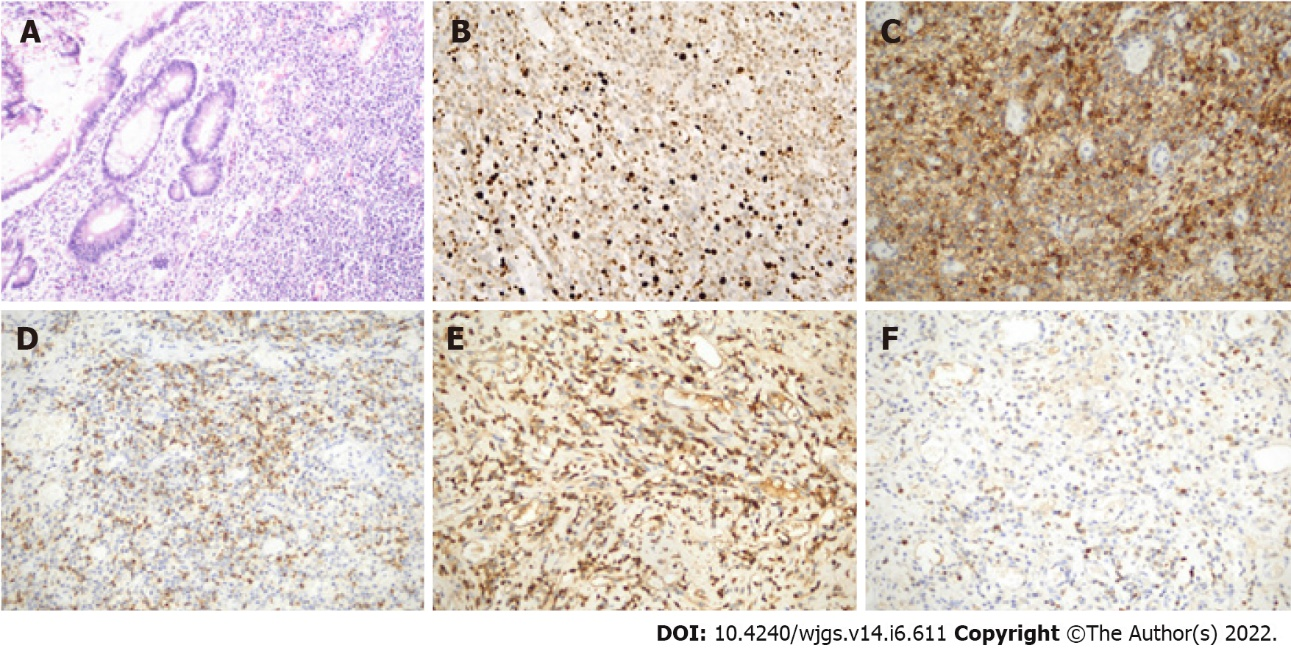 A
B
C
D
E
F
DOI: 10.4240/wjgs.v14.i6.611 Copyright ©The Author(s) 2022.